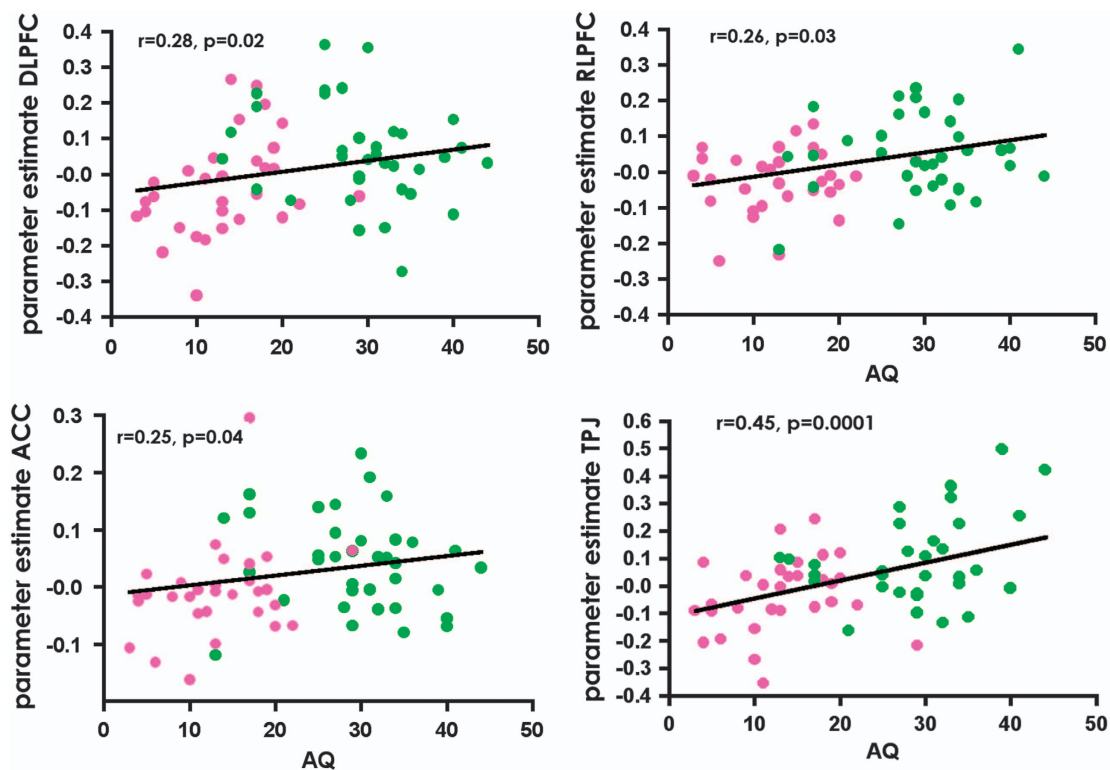 parameter estimate DLPFC
r=0.28, p=0.02
0.4
0.3
0.2
0.1
-0.0
-0.1
-0.2
-0.3
-0.4
0 10 20 30 40 50
parameter estimate RLPFC
r=0.26, p=0.03
0.4
0.3
0.2
0.1
-0.0
-0.1
-0.2
-0.3
-0.4
0 10 20 30 40 50
AQ
parameter estimate ACC
r=0.25, p=0.04
0.3
0.2
0.1
-0.0
-0.1
0 10 20 30 40 50
AQ
parameter estimate TPJ
r=0.45, p=0.0001
0.6
0.5
0.4
0.3
0.2
0.1
-0.0
-0.1
-0.2
-0.3
-0.4
0 10 20 30 40 50
AQ